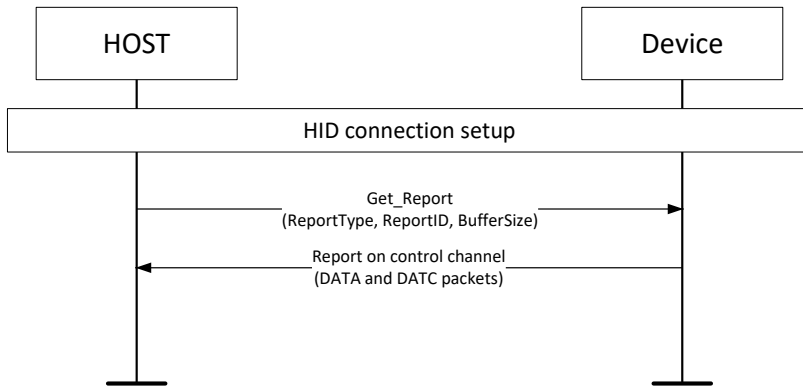 HOST
Device
HID connection setup
Get_Report
(ReportType, ReportID, BufferSize)
Report on control channel
(DATA and DATC packets)